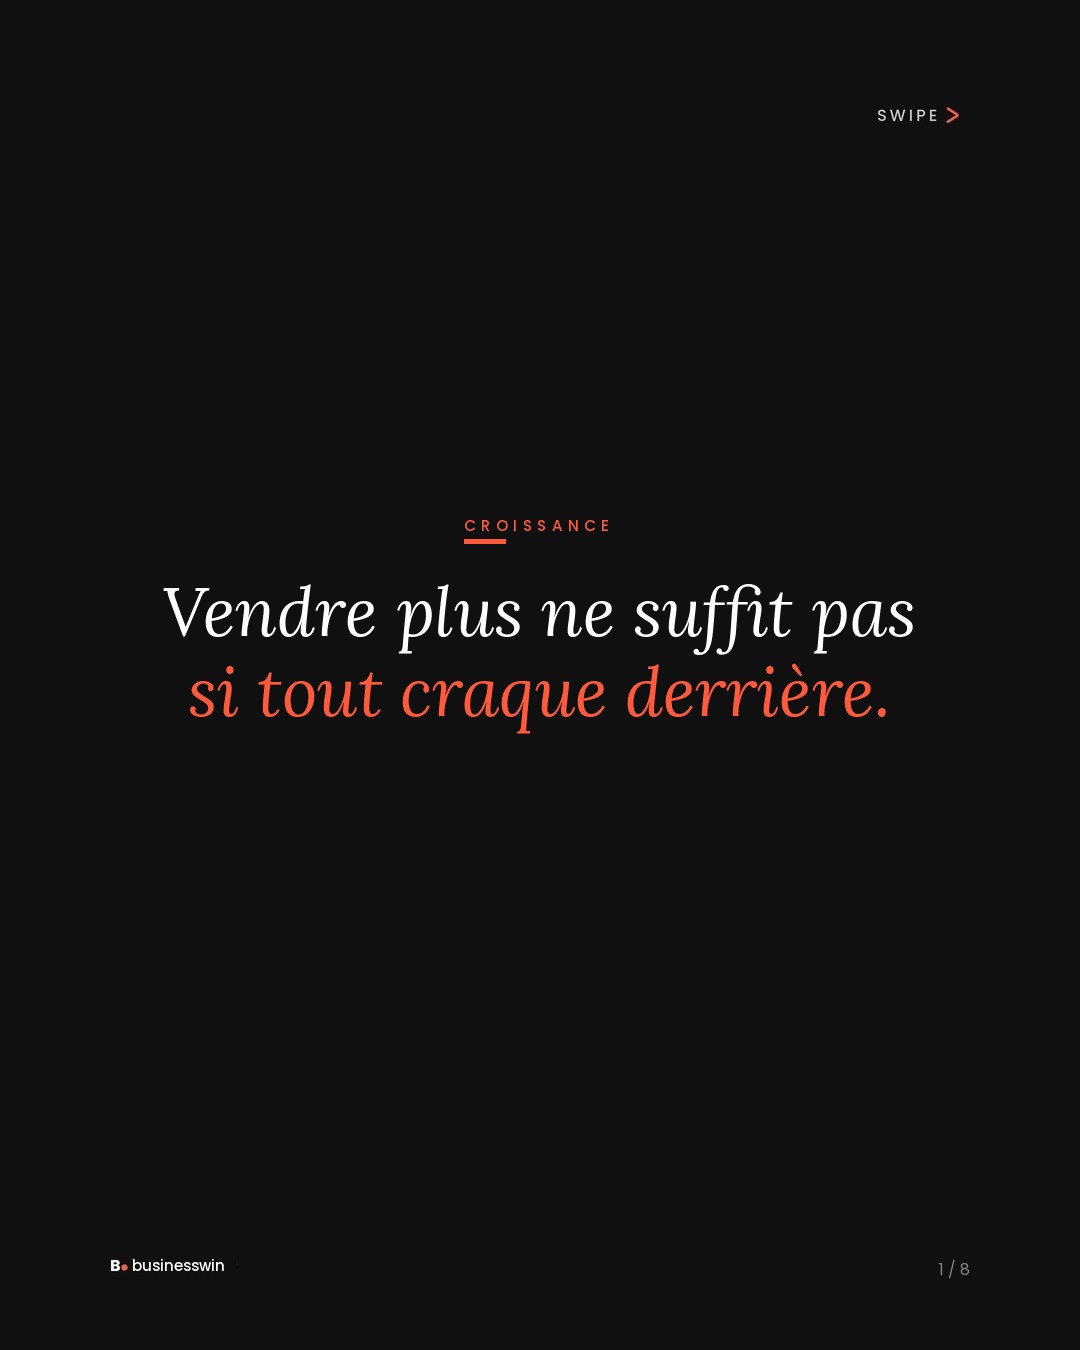 SWIPE >
CROISSANCE
Vendre plus ne suffit pas
si tout craque derrière.
B• businesswin
1 / 8